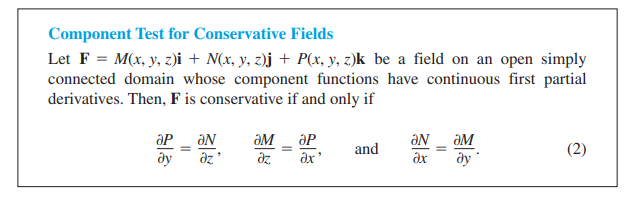 Component Test for Conservative Fields
Let F = M(x, y, z)i + N(x, y, z)j + P(x, y, z)k be a field on an open simply
connected domain whose component functions have continuous first partial
derivatives. Then, F is conservative if and only if
∂P/∂y = ∂N/∂z, ∂M/∂z = ∂P/∂x, and ∂N/∂x = ∂M/∂y. (2)